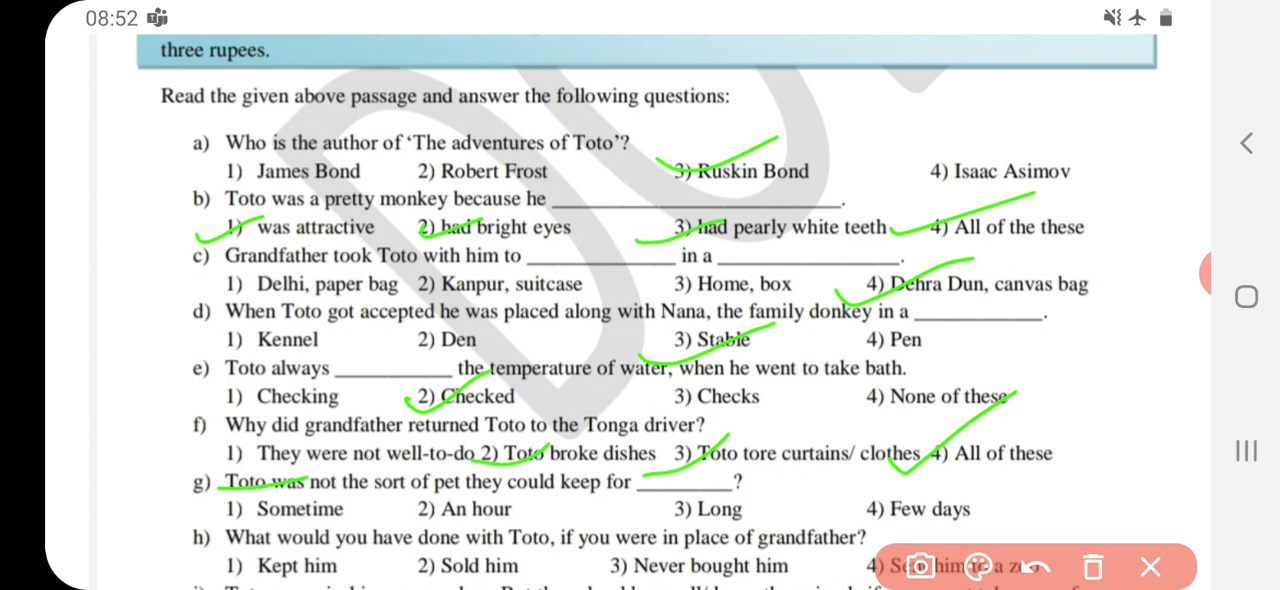 08:52
three rupees.
Read the given above passage and answer the following questions:
a) Who is the author of ‘The adventures of Toto’?
1) James Bond 2) Robert Frost 3) Ruskin Bond 4) Isaac Asimov
b) Toto was a pretty monkey because he ______________________________.
1) was attractive 2) had bright eyes 3) had pearly white teeth 4) All of the these
c) Grandfather took Toto with him to _______________ in a __________________.
1) Delhi, paper bag 2) Kanpur, suitcase 3) Home, box 4) Dehra Dun, canvas bag
d) When Toto got accepted he was placed along with Nana, the family donkey in a _____________.
1) Kennel 2) Den 3) Stable 4) Pen
e) Toto always ____________ the temperature of water, when he went to take bath.
1) Checking 2) Checked 3) Checks 4) None of these
f) Why did grandfather returned Toto to the Tonga driver?
1) They were not well-to-do 2) Toto broke dishes 3) Toto tore curtains/ clothes 4) All of these
g) Toto was not the sort of pet they could keep for __________?
1) Sometime 2) An hour 3) Long 4) Few days
h) What would you have done with Toto, if you were in place of grandfather?
1) Kept him 2) Sold him 3) Never bought him 4) him a